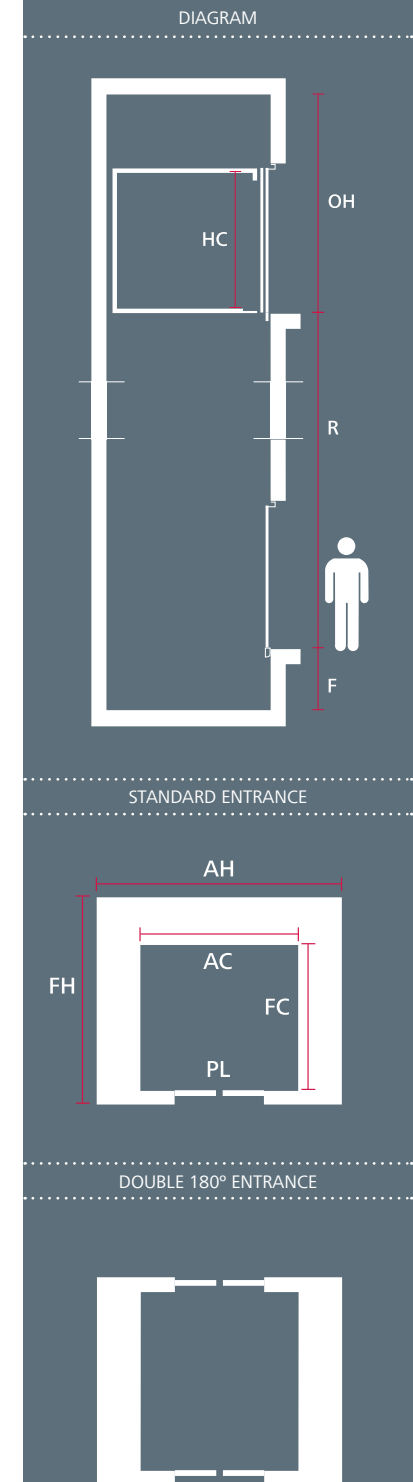 DIAGRAM
OH
HC
R
F
STANDARD ENTRANCE
AH
FH
AC
FC
PL
DOUBLE 180º ENTRANCE